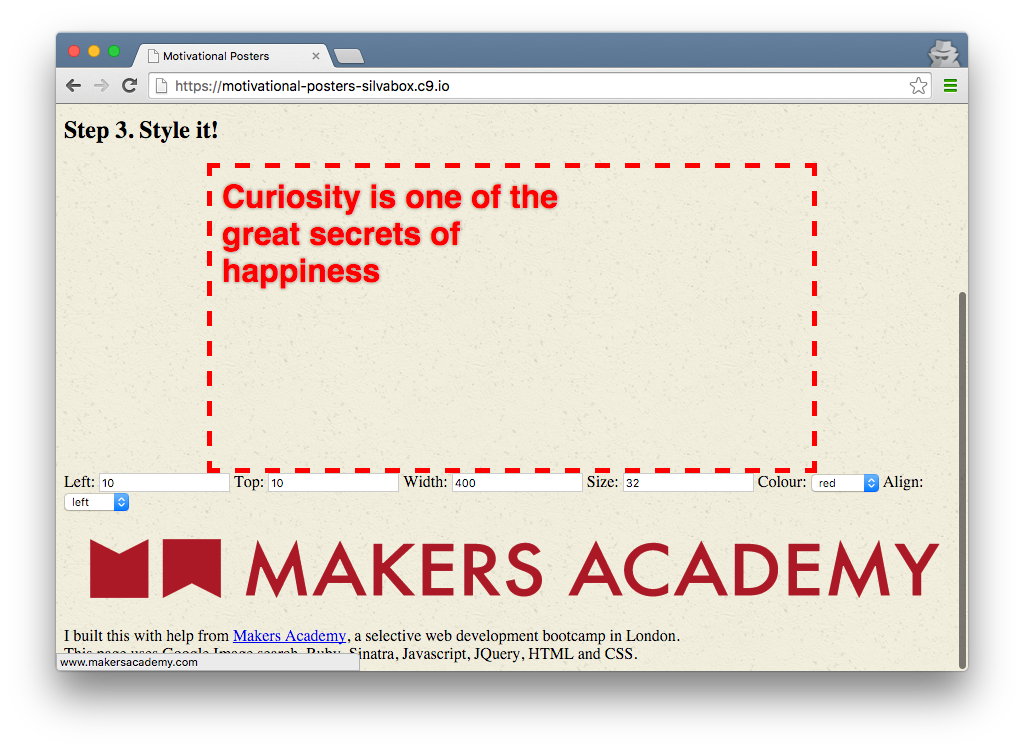 Motivational Posters
https://motivational-posters-silvabox.c9.io
Step 3. Style it!
Curiosity is one of the
great secrets of
happiness
Left: 10 Top: 10 Width: 400 Size: 32 Colour: red Align:
left
MAKERS ACADEMY
I built this with help from Makers Academy, a selective web development bootcamp in London.
This page uses Google Image search, Ruby, Sinatra, Javascript, JQuery, HTML and CSS.
www.makersacademy.com